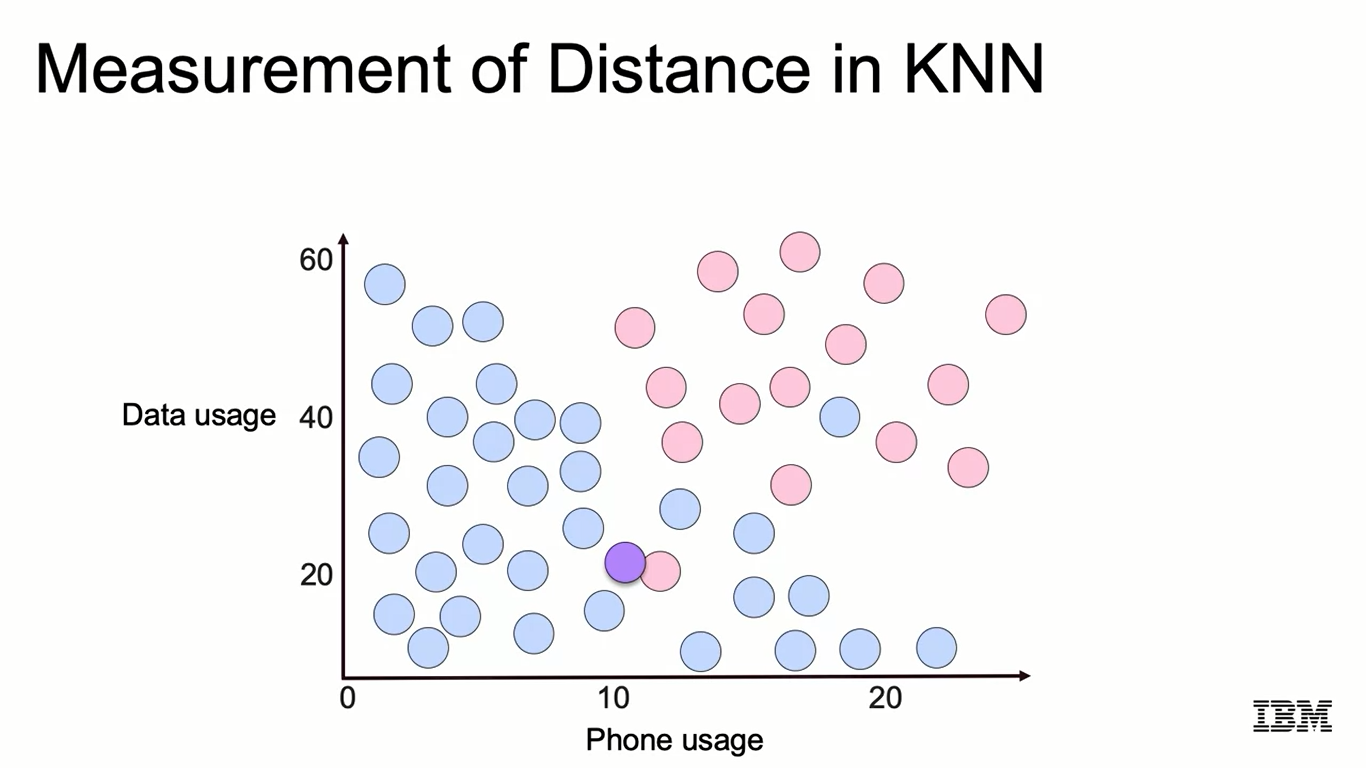 Measurement of Distance in KNN
60
Data usage 40
20
0 10 20
Phone usage
IBM